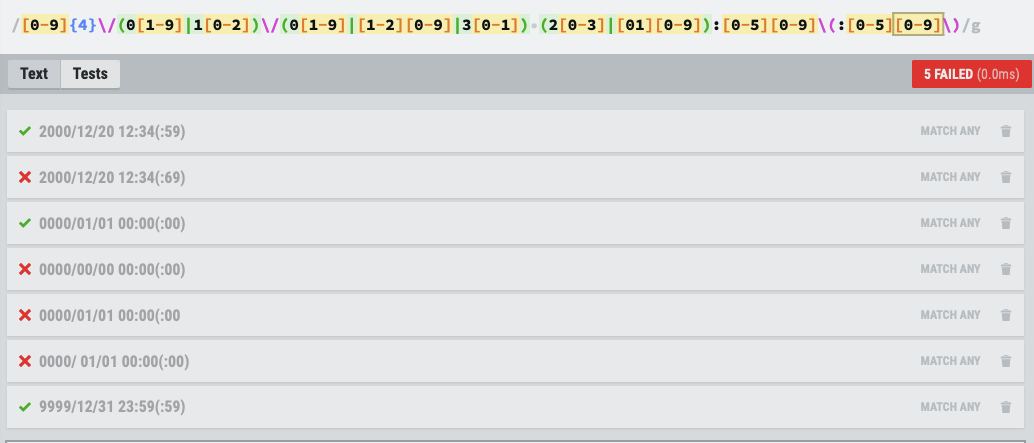 /[0-9]{4}\/(0[1-9]|1[0-2])\/(0[1-9]|[1-2][0-9]|3[0-1])·(2[0-3]|[01][0-9]):[0-5][0-9]\(:[0-5][0-9]\)/g
Text Tests 5 FAILED (0.0ms)
2000/12/20 12:34(:59) MATCH ANY
2000/12/20 12:34(:69) MATCH ANY
0000/01/01 00:00(:00) MATCH ANY
0000/00/00 00:00(:00) MATCH ANY
0000/01/01 00:00(:00 MATCH ANY
0000/ 01/01 00:00(:00) MATCH ANY
9999/12/31 23:59(:59) MATCH ANY